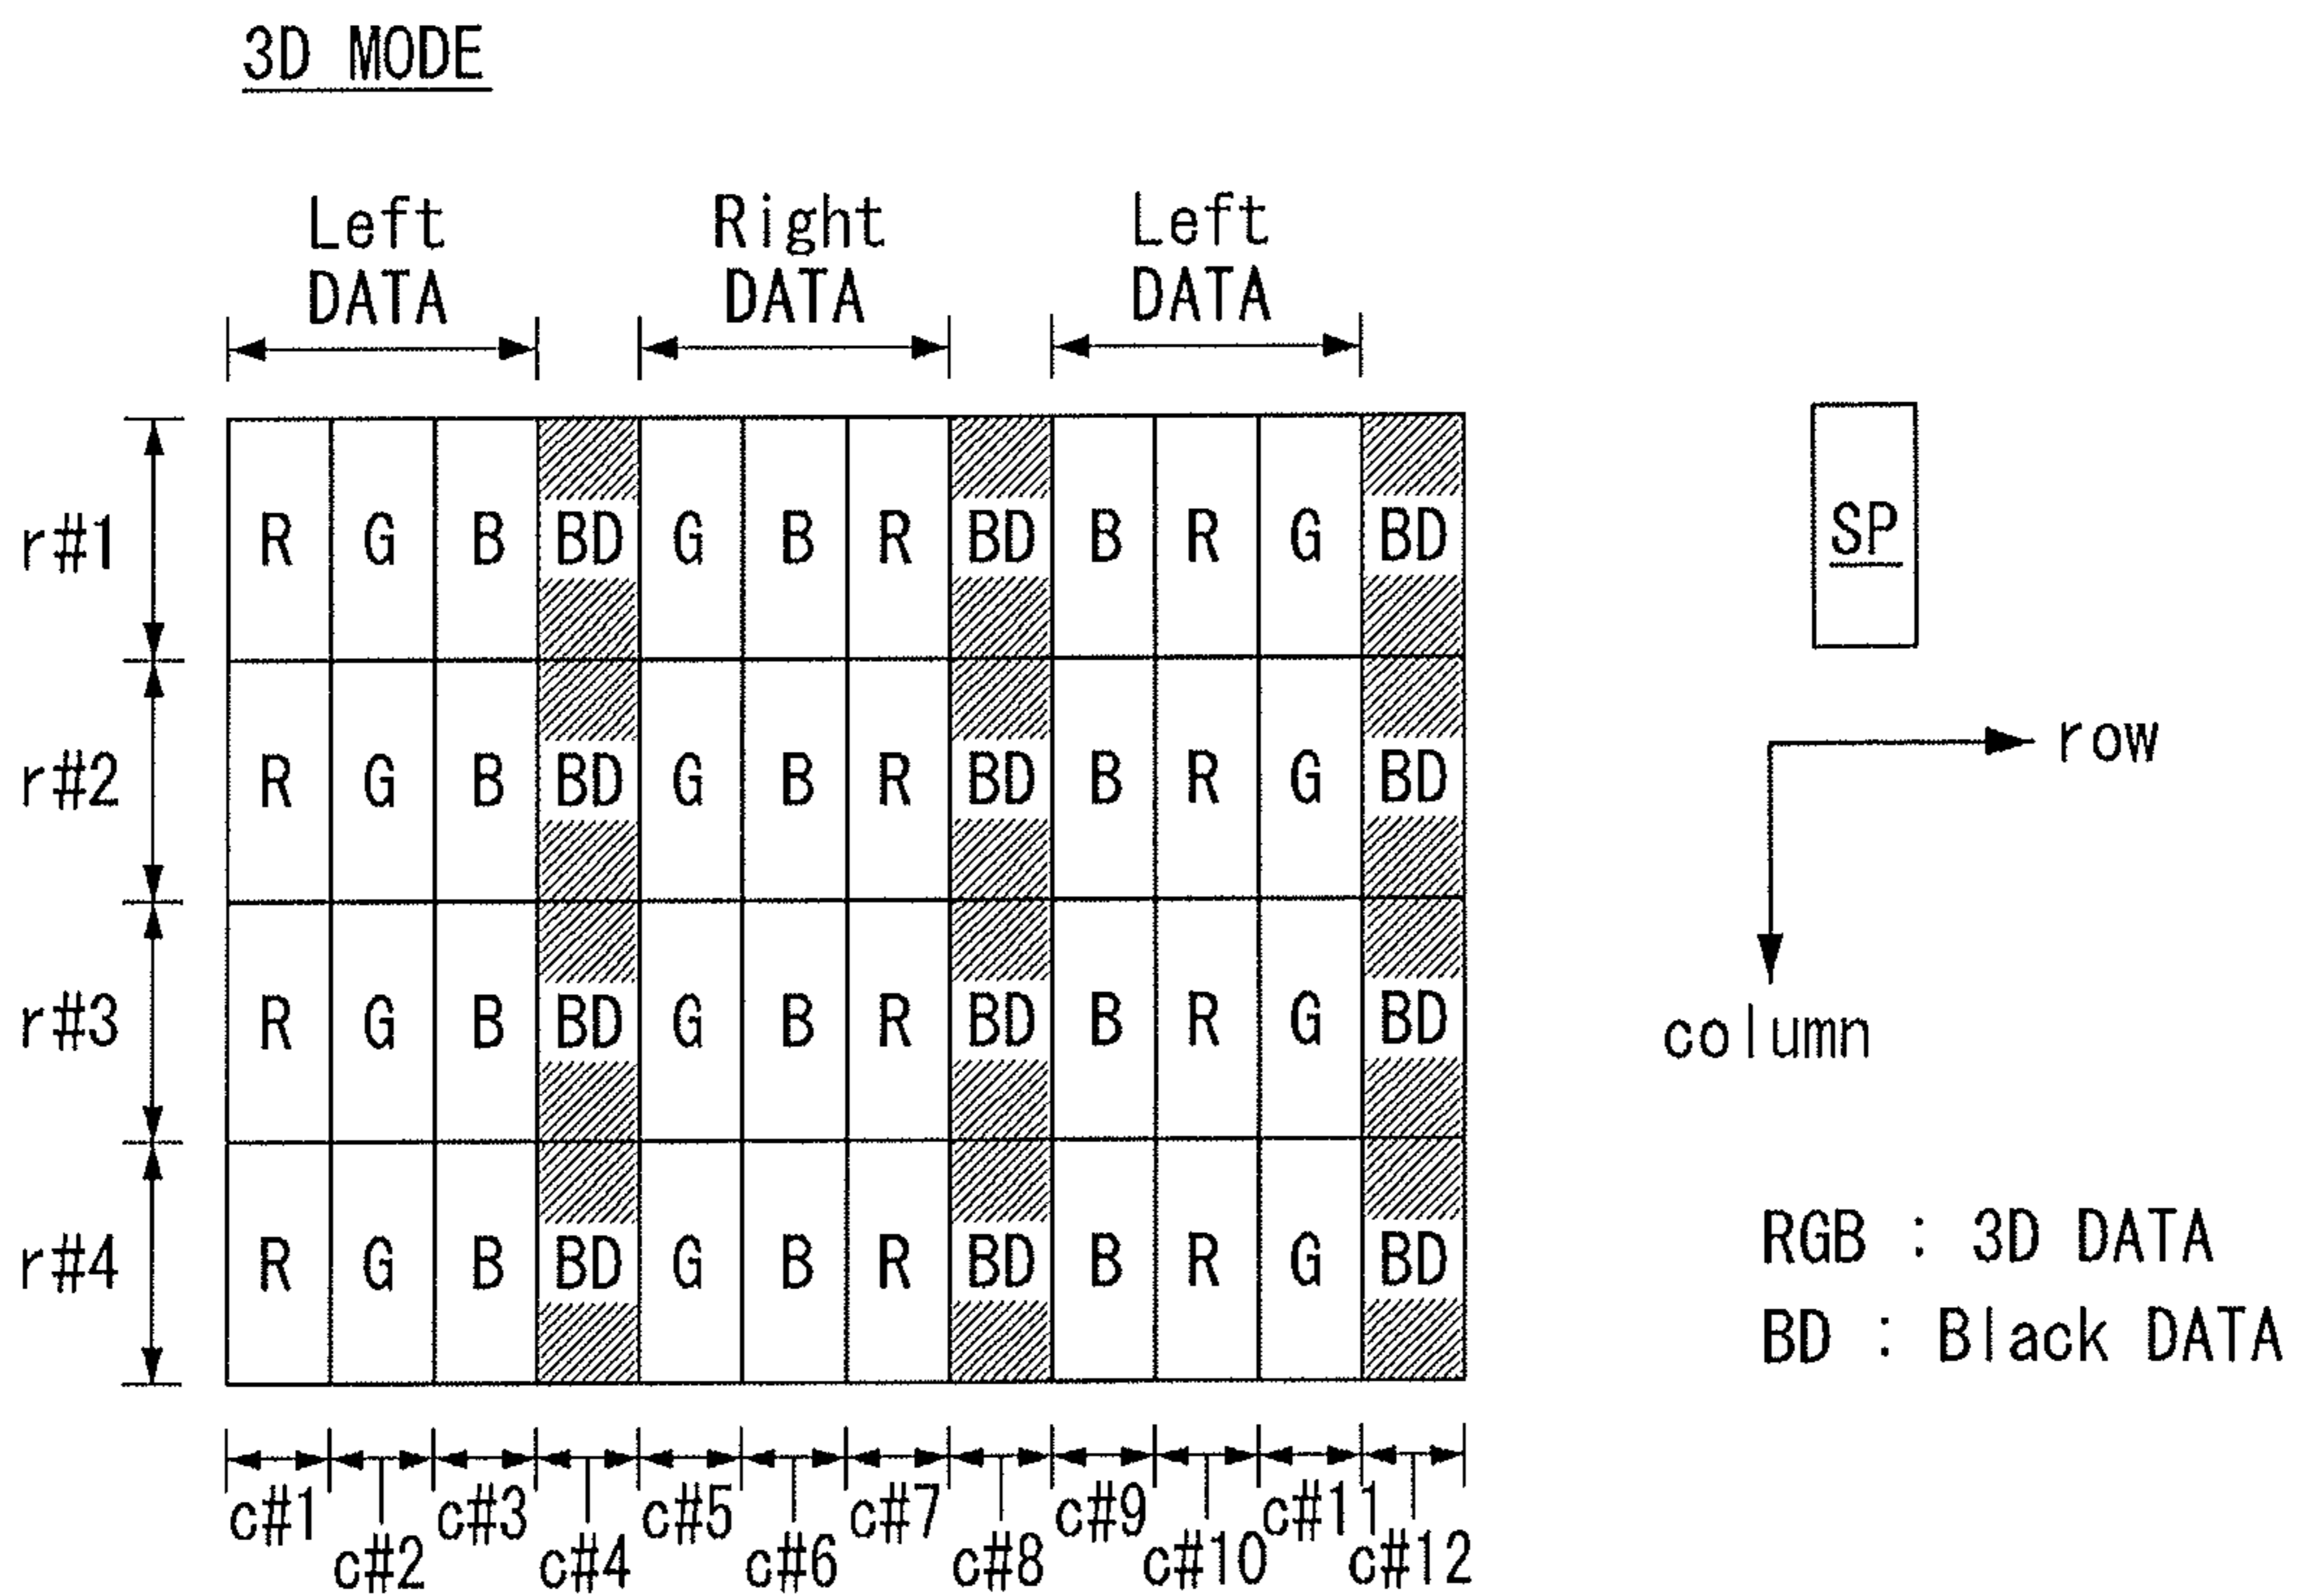 3D MODE
Left Right Left
DATA DATA DATA
r#1 R G B BD G B R BD B R G BD
r#2 R G B BD G B R BD B R G BD
r#3 R G B BD G B R BD B R G BD
r#4 R G B BD G B R BD B R G BD
c#1 c#3 c#5 c#7 c#9 c#11
c#2 c#4 c#6 c#8 c#10 c#12
SP
row
column
RGB : 3D DATA
BD : Black DATA